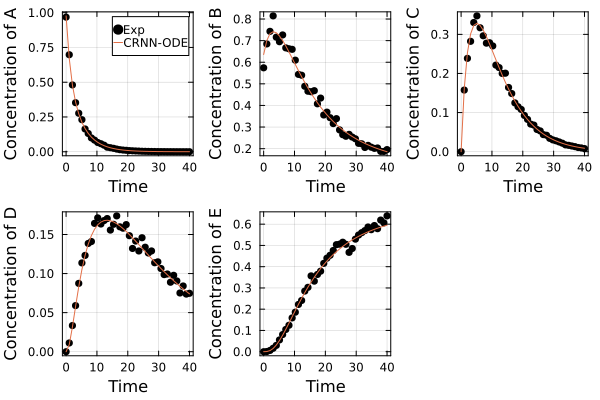 Concentration of A
1.00
0.75
0.50
0.25
0.00
Exp
CRNN-ODE
0 10 20 30 40
Time
Concentration of B
0.8
0.7
0.6
0.5
0.4
0.3
0.2
0 10 20 30 40
Time
Concentration of C
0.3
0.2
0.1
0.0
0 10 20 30 40
Time
Concentration of D
0.15
0.10
0.05
0.00
0 10 20 30 40
Time
Concentration of E
0.6
0.5
0.4
0.3
0.2
0.1
0.0
0 10 20 30 40
Time